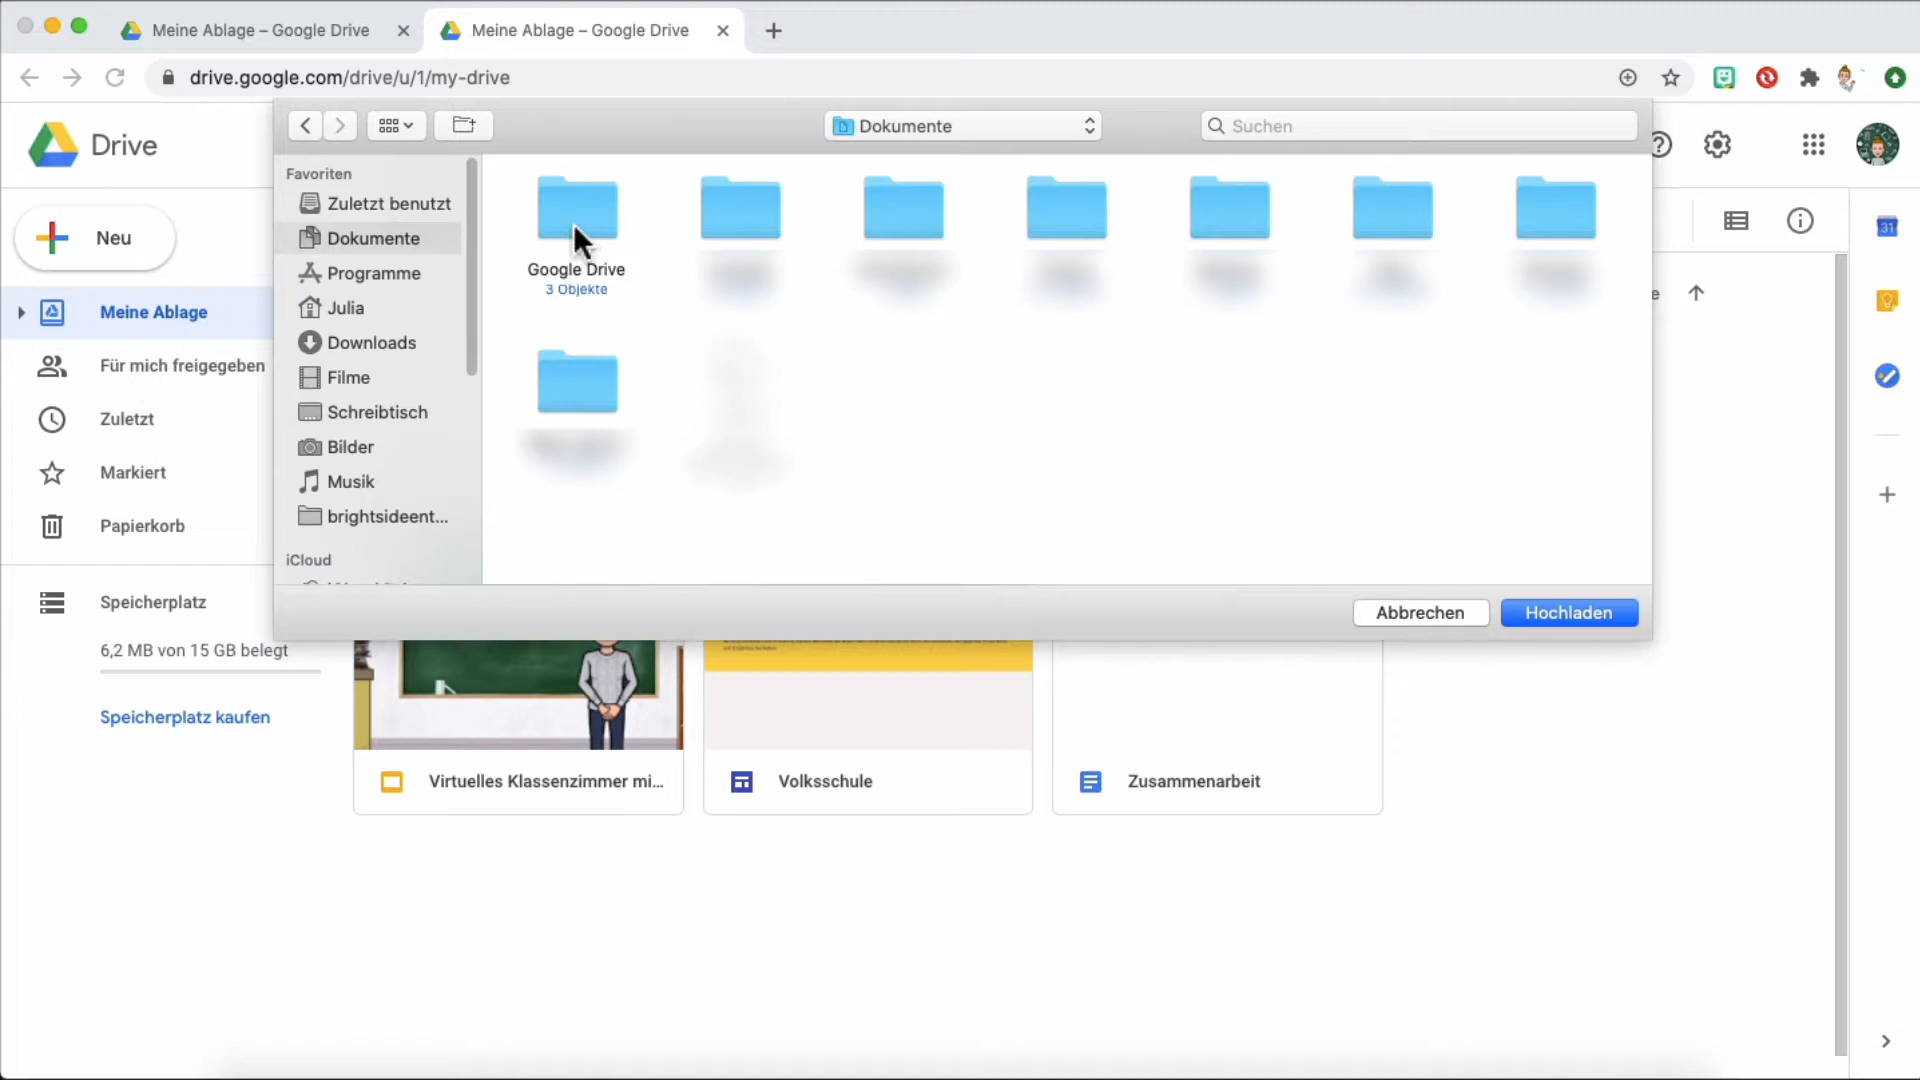 Meine Ablage – Google Drive
Meine Ablage – Google Drive
drive.google.com/drive/u/1/my-drive
Drive
Dokumente
Suchen
Favoriten
Zuletzt benutzt
Dokumente
Programme
Julia
Downloads
Filme
Schreibtisch
Bilder
Musik
brightsideent...
iCloud
Google Drive
3 Objekte
Abbrechen
Hochladen
Neu
Meine Ablage
Für mich freigegeben
Zuletzt
Markiert
Papierkorb
Speicherplatz
6,2 MB von 15 GB belegt
Speicherplatz kaufen
31
Virtuelles Klassenzimmer mi...
Volksschule
Zusammenarbeit